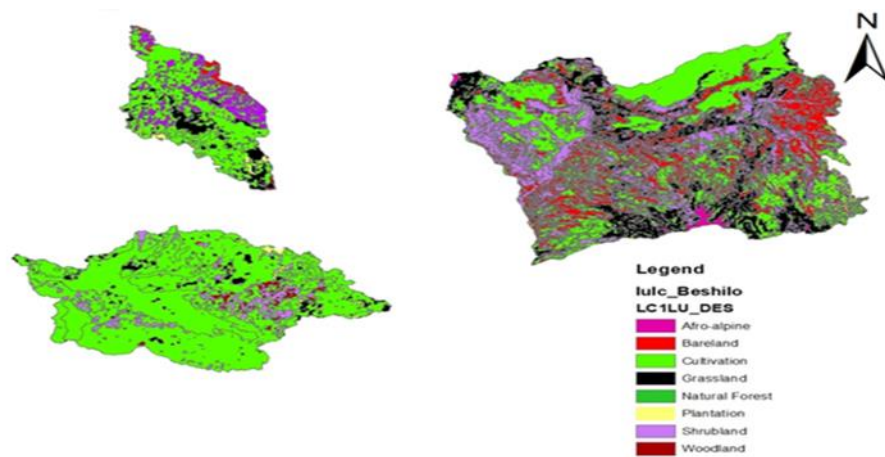 N
Legend
lulc_Beshilo
LC1LU_DES
Afro-alpine
Bareland
Cultivation
Grassland
Natural Forest
Plantation
Shrubland
Woodland